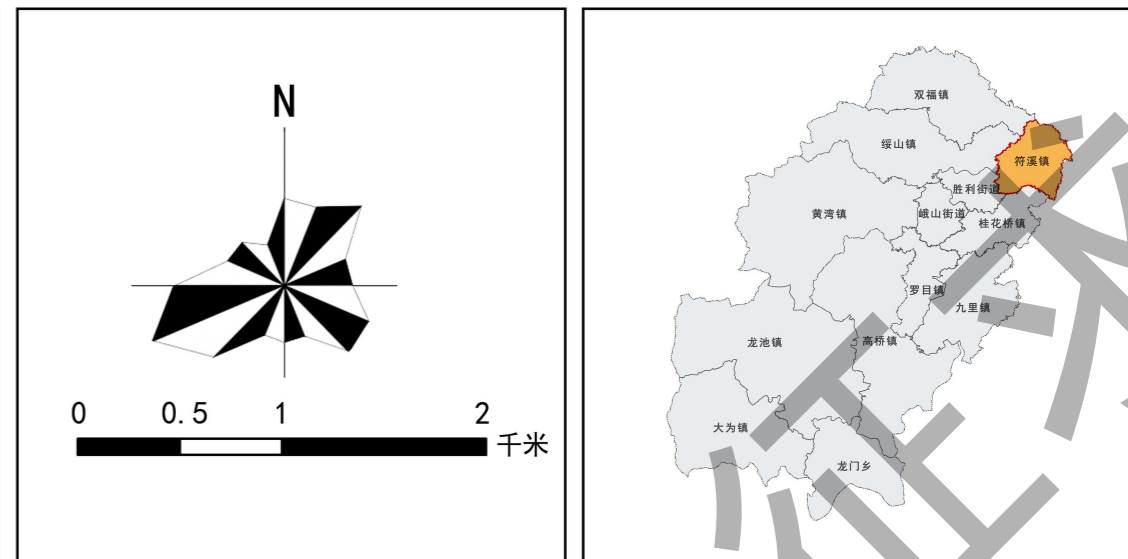 N
0 0.5 1 2 千米
双福镇
绥山镇
符溪镇
胜利街道
黄湾镇
峨山街道
桂花桥镇
罗目镇
九里镇
龙池镇
高桥镇
大为镇
龙门乡